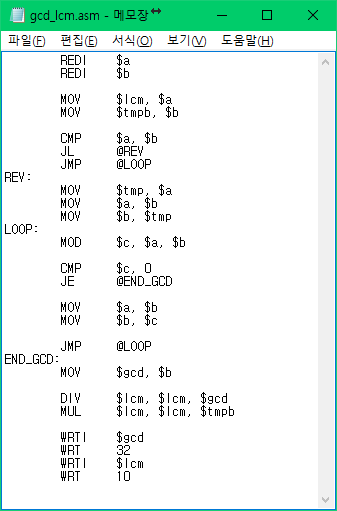 gcd_lcm.asm - 메모장
파일(F) 편집(E) 서식(O) 보기(V) 도움말(H)
REDI $a
REDI $b
MOV $lcm, $a
MOV $tmpb, $b
CMP $a, $b
JL @REV
JMP @LOOP
REV:
MOV $tmp, $a
MOV $a, $b
MOV $b, $tmp
LOOP:
MOD $c, $a, $b
CMP $c, 0
JE @END_GCD
MOV $a, $b
MOV $b, $c
JMP @LOOP
END_GCD:
MOV $gcd, $b
DIV $lcm, $lcm, $gcd
MUL $lcm, $lcm, $tmpb
WRTI $gcd
WRT 32
WRTI $lcm
WRT 10